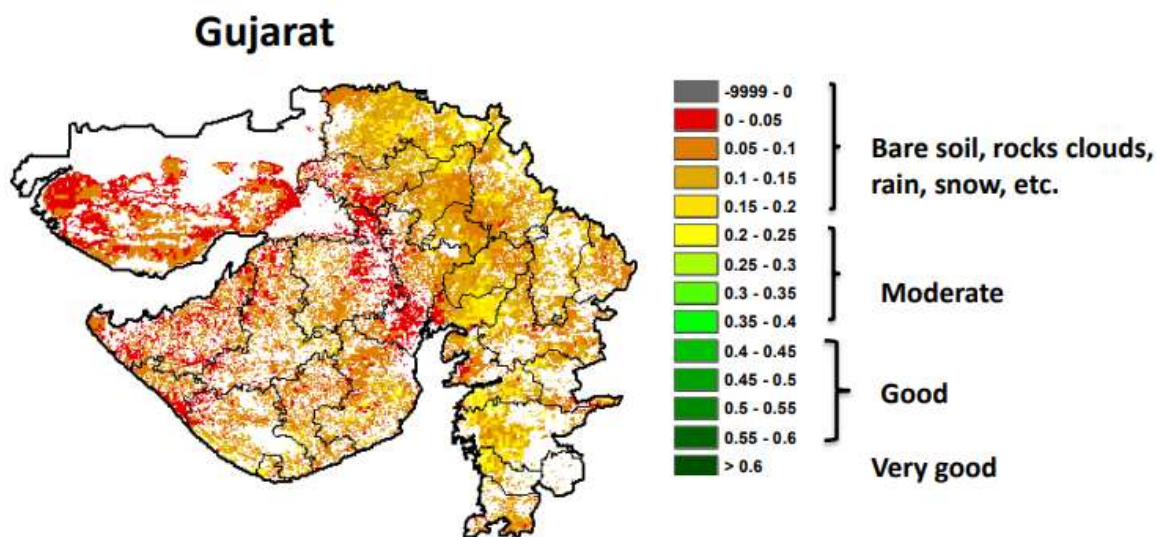 Gujarat
-9999 - 0
0 - 0.05
0.05 - 0.1
0.1 - 0.15
0.15 - 0.2
0.2 - 0.25
0.25 - 0.3
0.3 - 0.35
0.35 - 0.4
0.4 - 0.45
0.45 - 0.5
0.5 - 0.55
0.55 - 0.6
> 0.6
Bare soil, rocks clouds,
rain, snow, etc.
Moderate
Good
Very good